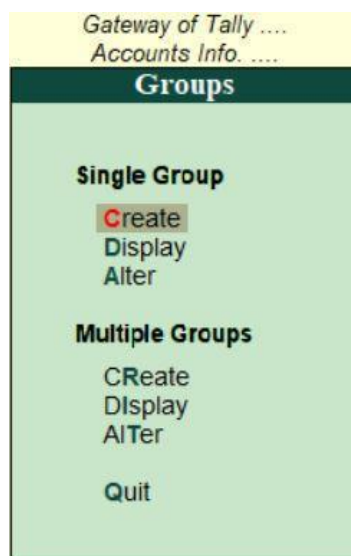 Gateway of Tally ....
Accounts Info. ....
Groups
Single Group
Create
Display
Alter
Multiple Groups
CReate
DIsplay
AlTer
Quit